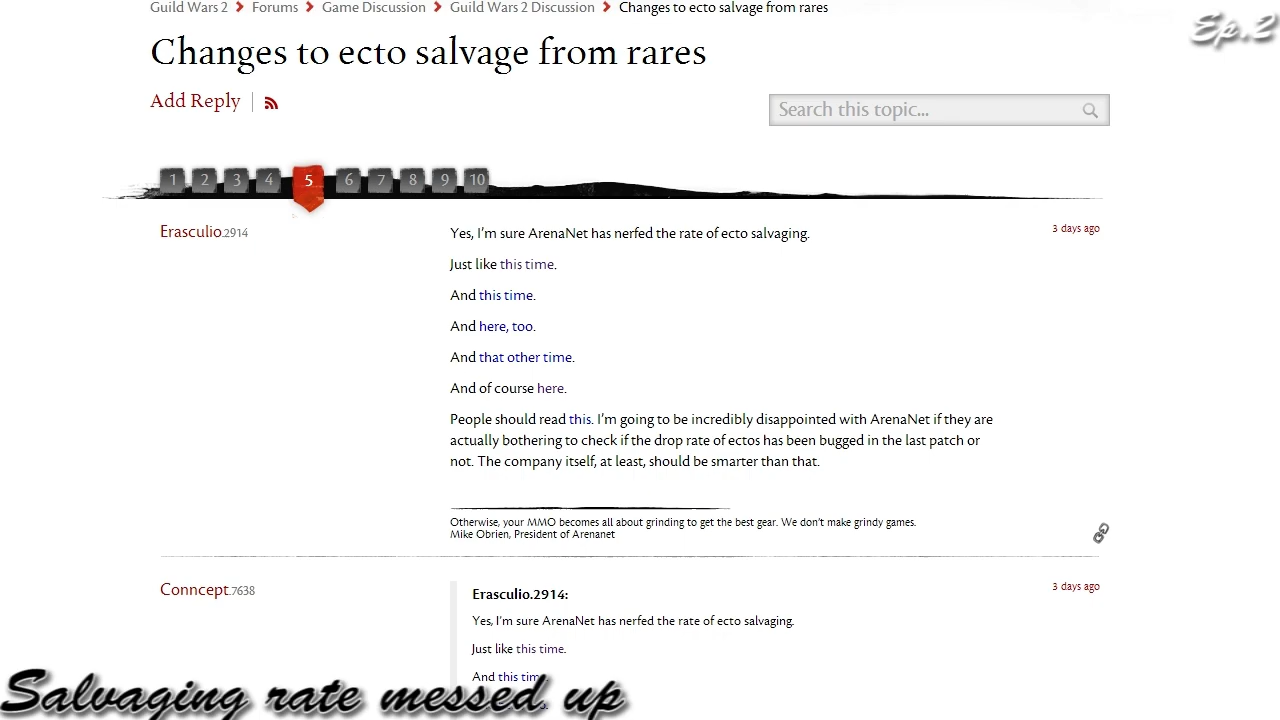 Guild Wars 2 > Forums > Game Discussion > Guild Wars 2 Discussion > Changes to ecto salvage from rares
Ep.2
Changes to ecto salvage from rares
Add Reply
Search this topic...
1 2 3 4 5 6 7 8 9 10
Erasculio.2914
3 days ago
Yes, I'm sure ArenaNet has nerfed the rate of ecto salvaging.
Just like this time.
And this time.
And here, too.
And that other time.
And of course here.
People should read this. I'm going to be incredibly disappointed with ArenaNet if they are
actually bothering to check if the drop rate of ectos has been bugged in the last patch or
not. The company itself, at least, should be smarter than that.
Otherwise, your MMO becomes all about grinding to get the best gear. We don't make grindy games.
Mike Obrien, President of Arenanet
Conncept.7638
3 days ago
Erasculio.2914:
Yes, I'm sure ArenaNet has nerfed the rate of ecto salvaging.
Just like this time.
And this time.
Salvaging rate messed up